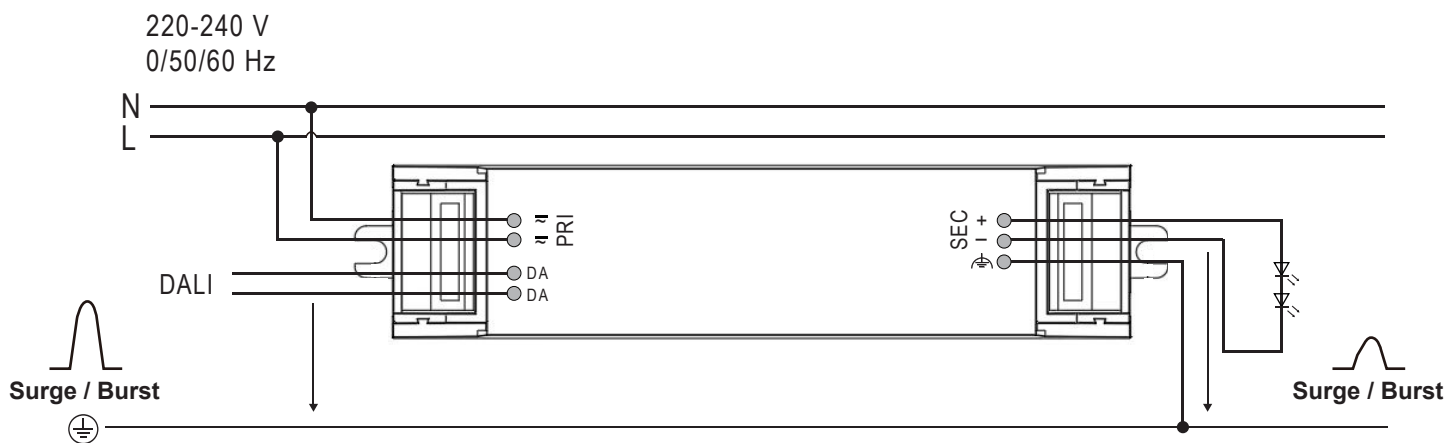 220-240 V
0/50/60 Hz
N
L
PRI
SEC
+
–
DA
DA
DALI
Surge / Burst
Surge / Burst